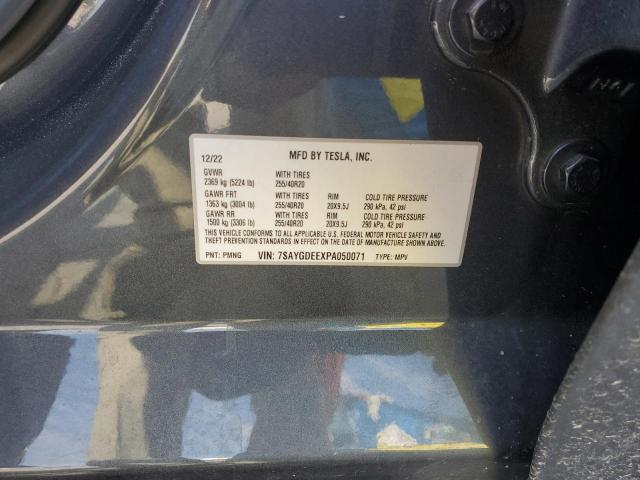 12/22 MFD BY TESLA, INC.
GVWR WITH TIRES
2369 kg (5224 lb) 255/40R20
GAWR FRT WITH TIRES RIM COLD TIRE PRESSURE
1363 kg (3004 lb) 255/40R20 20X9.5J 290 kPa, 42 psi
GAWR RR WITH TIRES RIM COLD TIRE PRESSURE
1500 kg (3306 lb) 255/40R20 20X9.5J 290 kPa, 42 psi
THIS VEHICLE CONFORMS TO ALL APPLICABLE U.S. FEDERAL MOTOR VEHICLE SAFETY AND
THEFT PREVENTION STANDARDS IN EFFECT ON THE DATE OF MANUFACTURE SHOWN ABOVE.
PNT: PMNG VIN: 7SAYGDEEXPA050071 TYPE: MPV